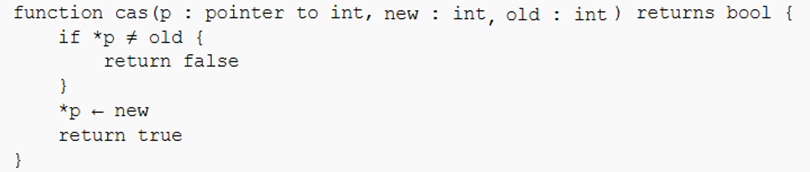 function cas(p : pointer to int, new : int, old : int ) returns bool {
    if *p ≠ old {
        return false
    }
    *p ← new
    return true
}